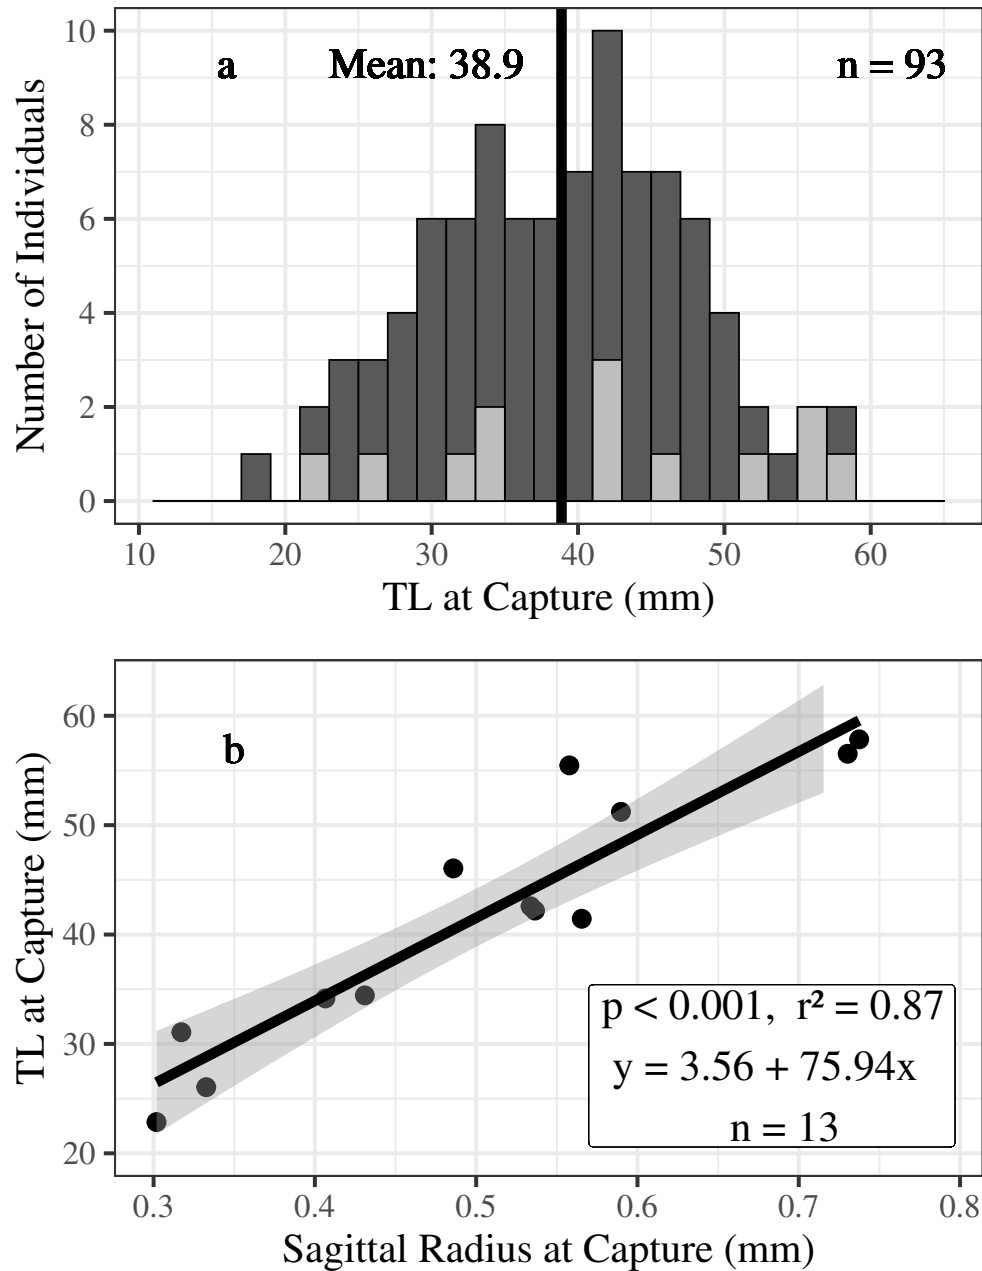 10
a Mean: 38.9 n = 93
8
6
4
2
0
Number of Individuals
10 20 30 40 50 60
TL at Capture (mm)
60
b
50
40
30
20
TL at Capture (mm)
p < 0.001, r² = 0.87
y = 3.56 + 75.94x
n = 13
0.3 0.4 0.5 0.6 0.7 0.8
Sagittal Radius at Capture (mm)